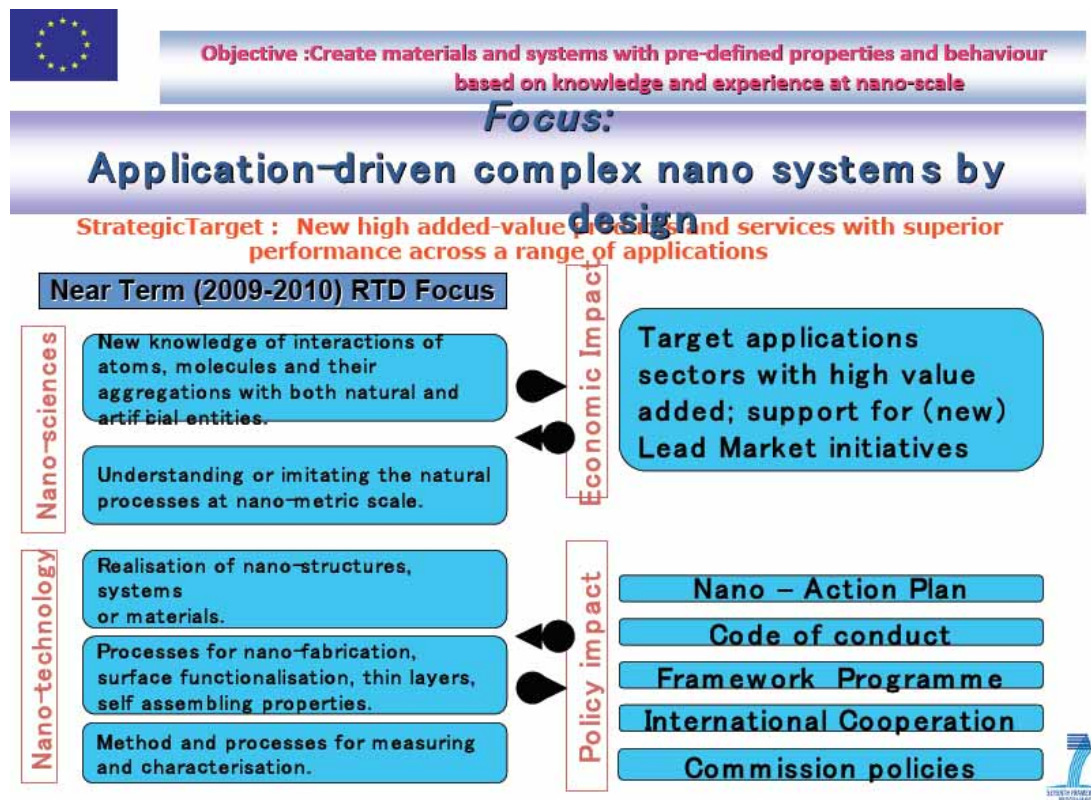 Objective :Create materials and systems with pre-defined properties and behaviour
based on knowledge and experience at nano-scale
Focus:
Application-driven complex nano systems by
design
StrategicTarget : New high added-value products and services with superior
performance across a range of applications
Near Term (2009-2010) RTD Focus
Nano-sciences
New knowledge of interactions of
atoms, molecules and their
aggregations with both natural and
artificial entities.
Understanding or imitating the natural
processes at nano-metric scale.
Nano-technology
Realisation of nano-structures,
systems
or materials.
Processes for nano-fabrication,
surface functionalisation, thin layers,
self assembling properties.
Method and processes for measuring
and characterisation.
Economic Impact
Target applications
sectors with high value
added; support for (new)
Lead Market initiatives
Policy impact
Nano – Action Plan
Code of conduct
Framework Programme
International Cooperation
Commission policies
7
SEVENTH FRAMEWORK